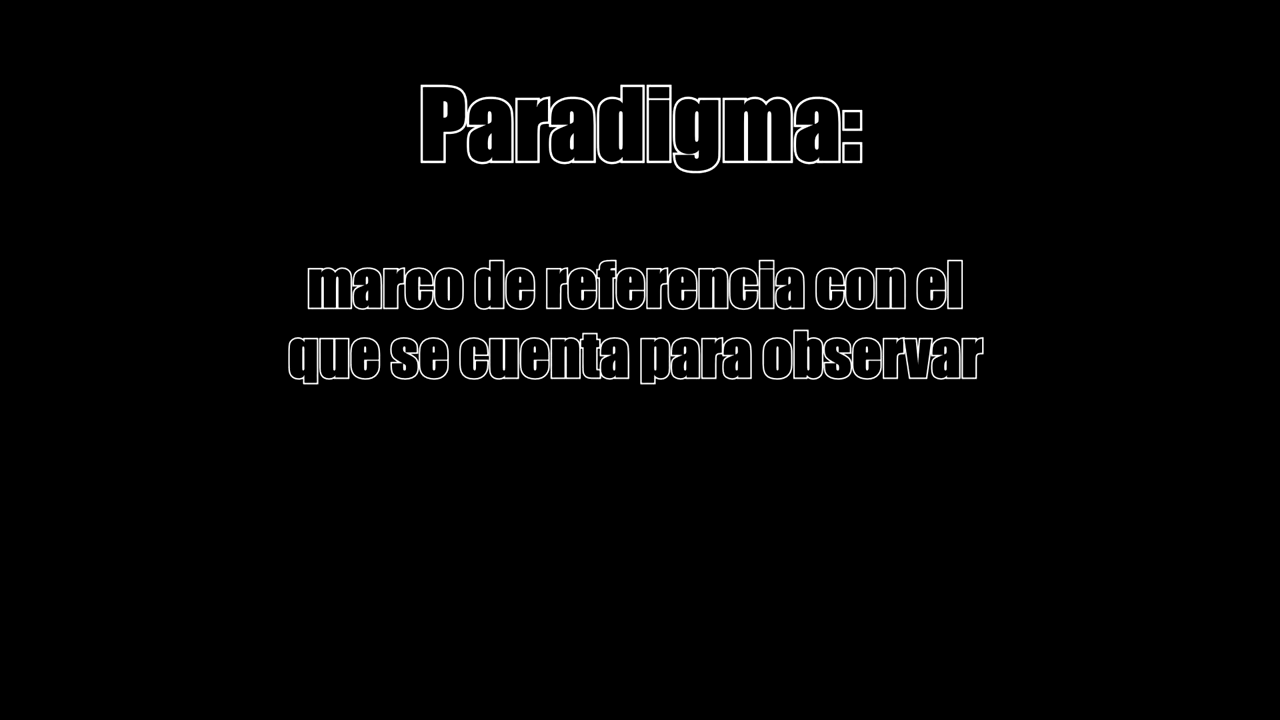 Paradigma:
marco de referencia con el
que se cuenta para observar